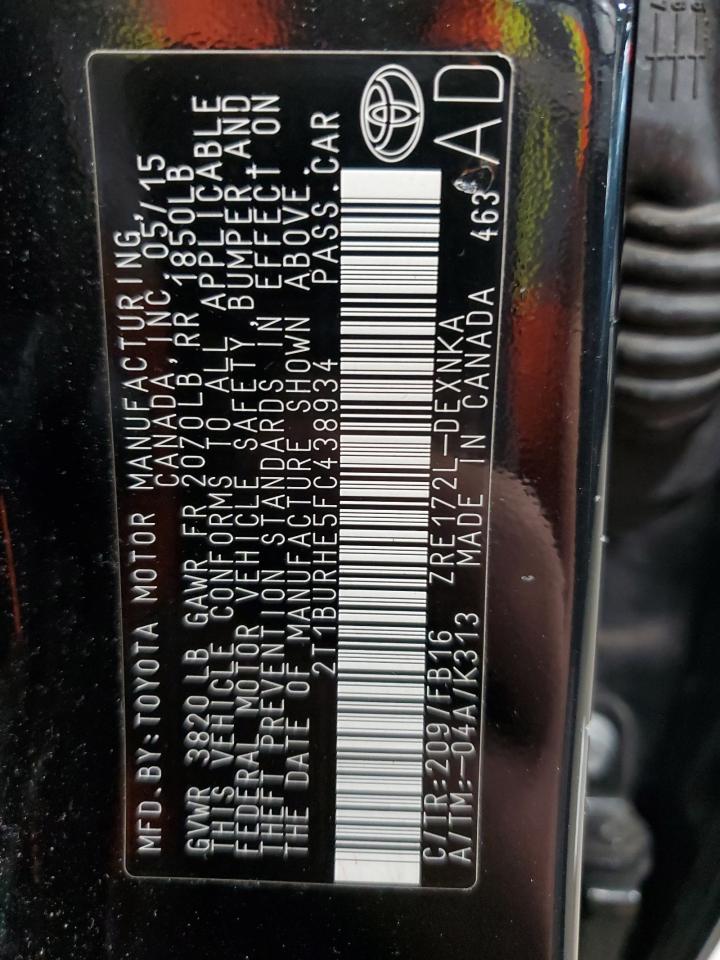 MFD.BY:TOYOTA MOTOR MANUFACTURING,
CANADA,INC. 05/15
GVWR 3820LB GAWR FR 2070LB RR 1850LB
THIS VEHICLE CONFORMS TO ALL APPLICABLE
FEDERAL MOTOR VEHICLE SAFETY, BUMPER AND
THEFT PREVENTION STANDARDS IN EFFECT ON
THE DATE OF MANUFACTURE SHOWN ABOVE.
2T1BURHE5FC438934 PASS.CAR
C/TR:209/FB16 ZRE172L-DEXNKA
A/TM:-04A/K313 MADE IN CANADA 463
AD